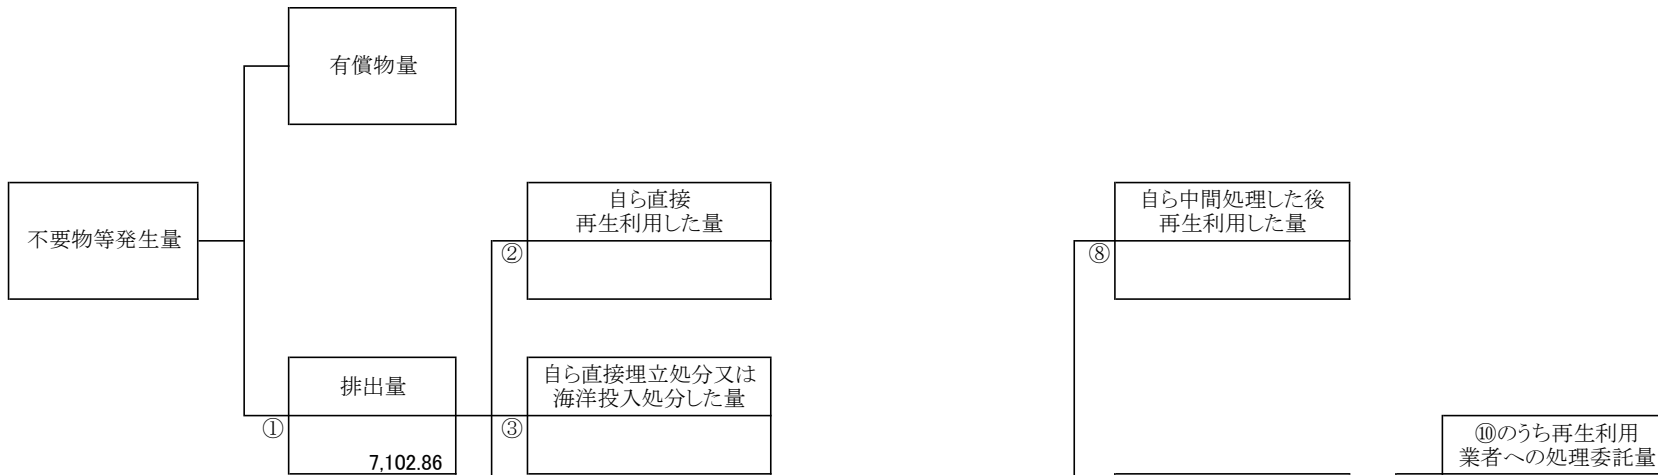 有償物量
不要物等発生量
自ら直接
再生利用した量
②
自ら中間処理した後
再生利用した量
⑧
排出量
①
7,102.86
自ら直接埋立処分又は
海洋投入処分した量
③
⑩のうち再生利用
業者への処理委託量